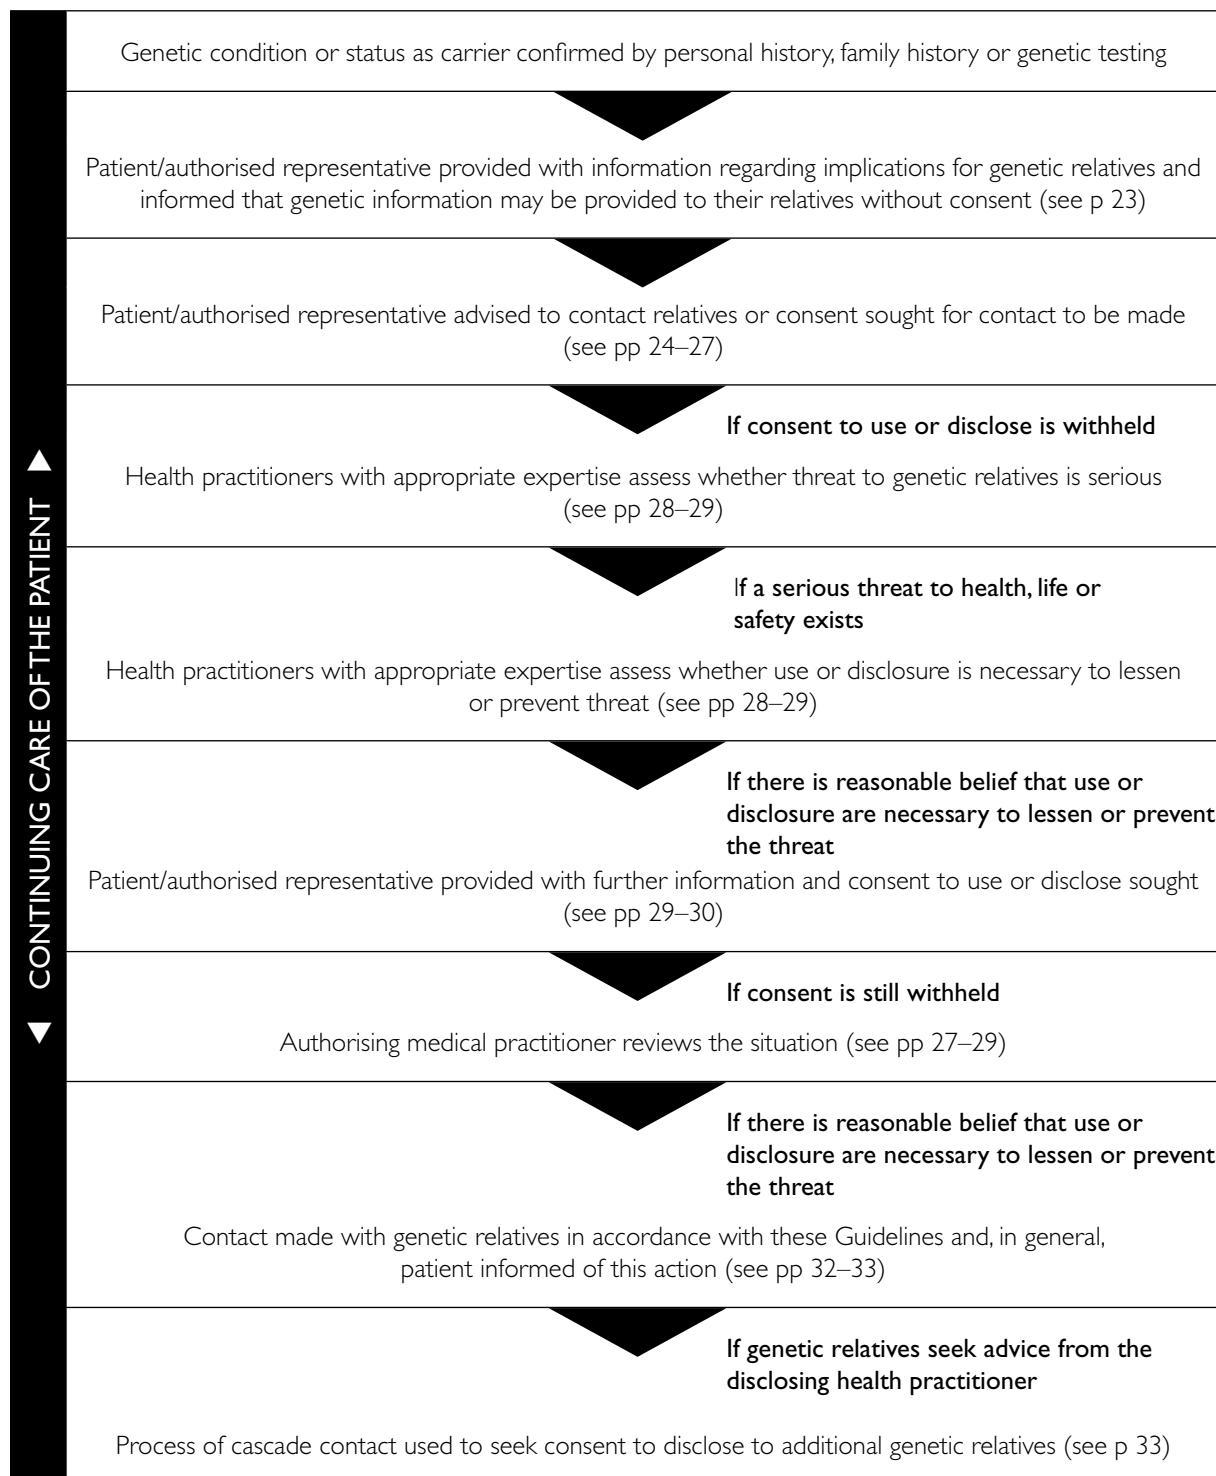 Genetic condition or status as carrier confirmed by personal history, family history or genetic testing
Patient/authorised representative provided with information regarding implications for genetic relatives and
informed that genetic information may be provided to their relatives without consent (see p 23)
Patient/authorised representative advised to contact relatives or consent sought for contact to be made
(see pp 24–27)
If consent to use or disclose is withheld
Health practitioners with appropriate expertise assess whether threat to genetic relatives is serious
(see pp 28–29)
If a serious threat to health, life or
safety exists
Health practitioners with appropriate expertise assess whether use or disclosure is necessary to lessen
or prevent threat (see pp 28–29)
If there is reasonable belief that use or
disclosure are necessary to lessen or prevent
the threat
Patient/authorised representative provided with further information and consent to use or disclose sought
(see pp 29–30)
If consent is still withheld
Authorising medical practitioner reviews the situation (see pp 27–29)
If there is reasonable belief that use or
disclosure are necessary to lessen or prevent
the threat
Contact made with genetic relatives in accordance with these Guidelines and, in general,
patient informed of this action (see pp 32–33)
If genetic relatives seek advice from the
disclosing health practitioner
Process of cascade contact used to seek consent to disclose to additional genetic relatives (see p 33)
CONTINUING CARE OF THE PATIENT